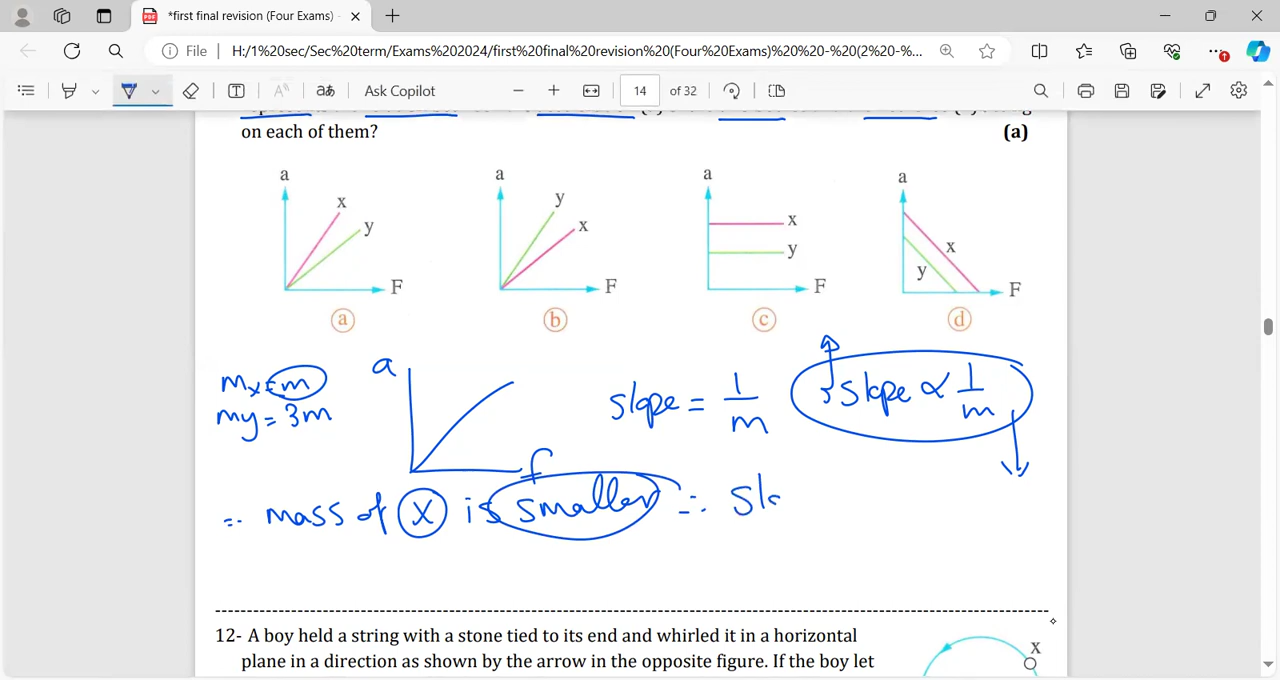 *first final revision (Four Exams) -
File
H:/1%20sec/Sec%20term/Exams%202024/first%20final%20revision%20(Four%20Exams)%20%20-%20(2%20-%...
Ask Copilot
14 of 32
on each of them? (a)
a x y F
a y x F
a x y F
a x y F
a b c d
mx = m
my = 3m
a
f
slope = 1/m
slope ∝ 1/m
∵ mass of x is smaller ∴ sl
12- A boy held a string with a stone tied to its end and whirled it in a horizontal
plane in a direction as shown by the arrow in the opposite figure. If the boy let
x